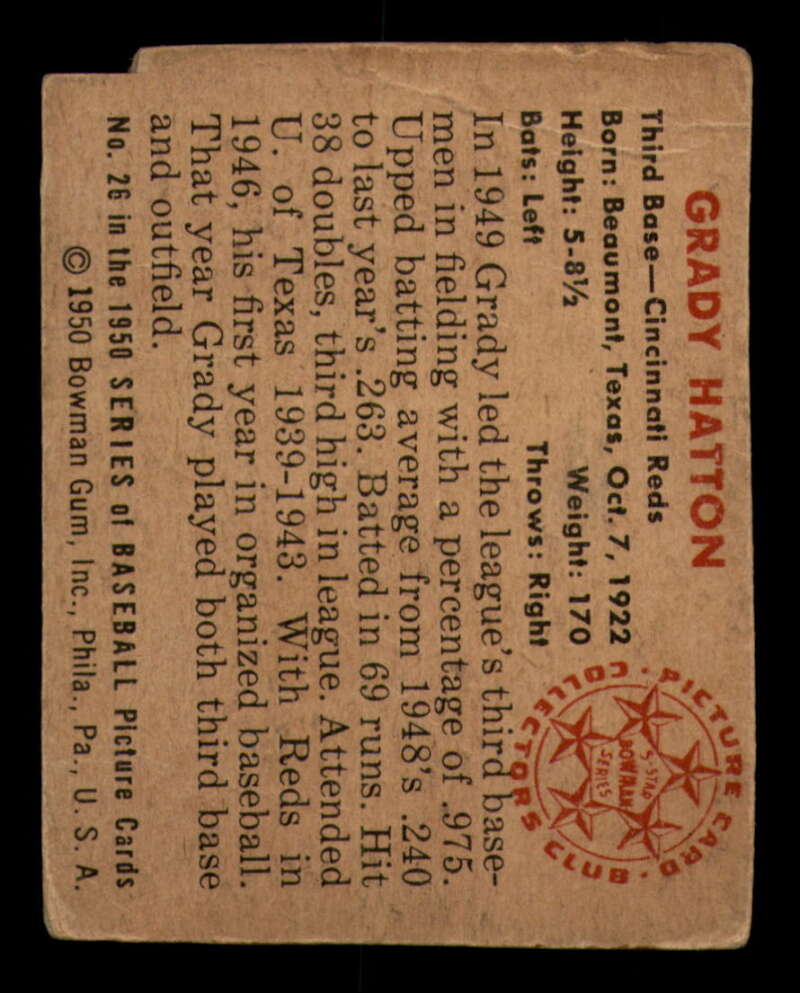 GRADY HATTON
Third Base—Cincinnati Reds
Born: Beaumont, Texas, Oct. 7, 1922
Height: 5-8½ Weight: 170
Bats: Left Throws: Right
PICTURE CARD · COLLECTORS CLUB ·
5-STAR
BOWMAN
SERIES
In 1949 Grady led the league's third base-
men in fielding with a percentage of .975.
Upped batting average from 1948's .240
to last year's .263. Batted in 69 runs. Hit
38 doubles, third high in league. Attended
U. of Texas 1939-1943. With Reds in
1946, his first year in organized baseball.
That year Grady played both third base
and outfield.
No. 26 in the 1950 SERIES of BASEBALL Picture Cards
© 1950 Bowman Gum, Inc., Phila., Pa., U. S. A.